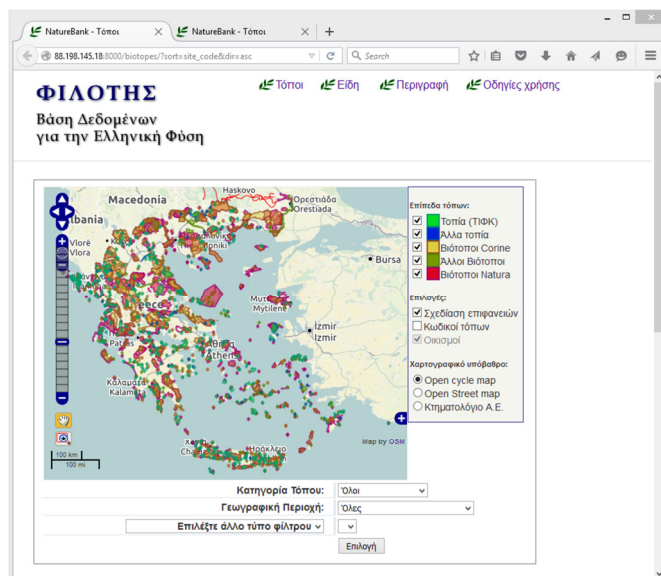 NatureBank - Τόποι
NatureBank - Τόποι
88.198.145.18:8000/biotopes/?sort=site_code&dir=asc
Search
ΦΙΛΟΤΗΣ
Βάση Δεδομένων
για την Ελληνική Φύση
Τόποι
Είδη
Περιγραφή
Οδηγίες χρήσης
Haskovo
Macedonia
Ορεστιάδα
Orestiada
Vlorë
Vlora
Bursa
Mytilene
İzmir
Izmir
Athens
Patras
Καλαμάτα
Kalamata
Ηράκλειο
100 km
100 mi
Map by OSM
Επίπεδα τόπων:
Τοπία (ΤΙΦΚ)
Άλλα τοπία
Βιότοποι Corine
Άλλοι Βιότοποι
Βιότοποι Natura
Επιλογές:
Σχεδίαση επιφανειών
Κωδικοί τόπων
Οικισμοί
Χαρτογραφικό υπόβαθρο:
Open cycle map
Open Street map
Κτηματολόγιο Α.Ε.
Κατηγορία Τόπου: Όλοι
Γεωγραφική Περιοχή: Όλες
Επιλέξτε άλλο τύπο φίλτρου
Επιλογή